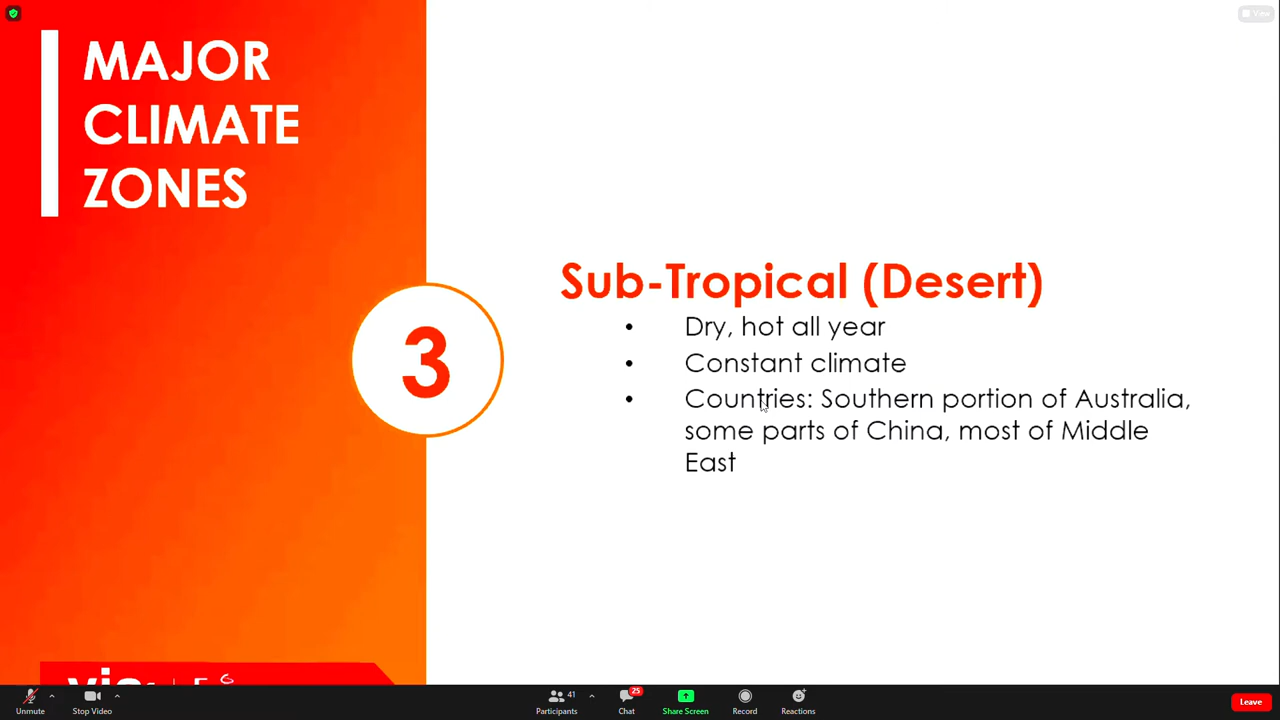 View
MAJOR
CLIMATE
ZONES
3
Sub-Tropical (Desert)
• Dry, hot all year
• Constant climate
• Countries: Southern portion of Australia,
some parts of China, most of Middle
East
Unmute
Stop Video
Participants
41
Chat
25
Share Screen
Record
Reactions
Leave